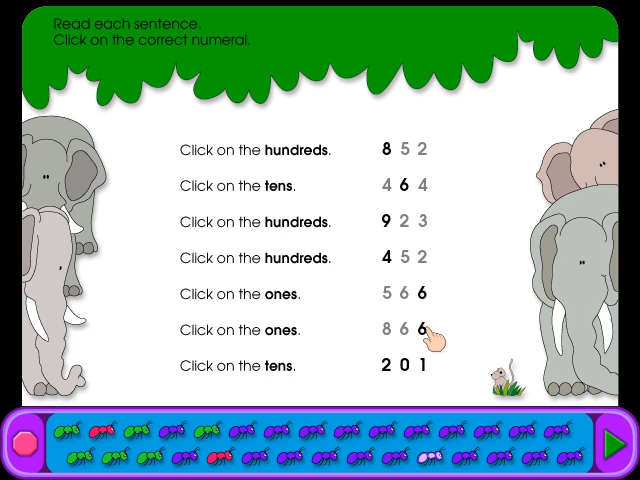 Read each sentence.
Click on the correct numeral.
Click on the hundreds. 8 5 2
Click on the tens. 4 6 4
Click on the hundreds. 9 2 3
Click on the hundreds. 4 5 2
Click on the ones. 5 6 6
Click on the ones. 8 6 6
Click on the tens. 2 0 1